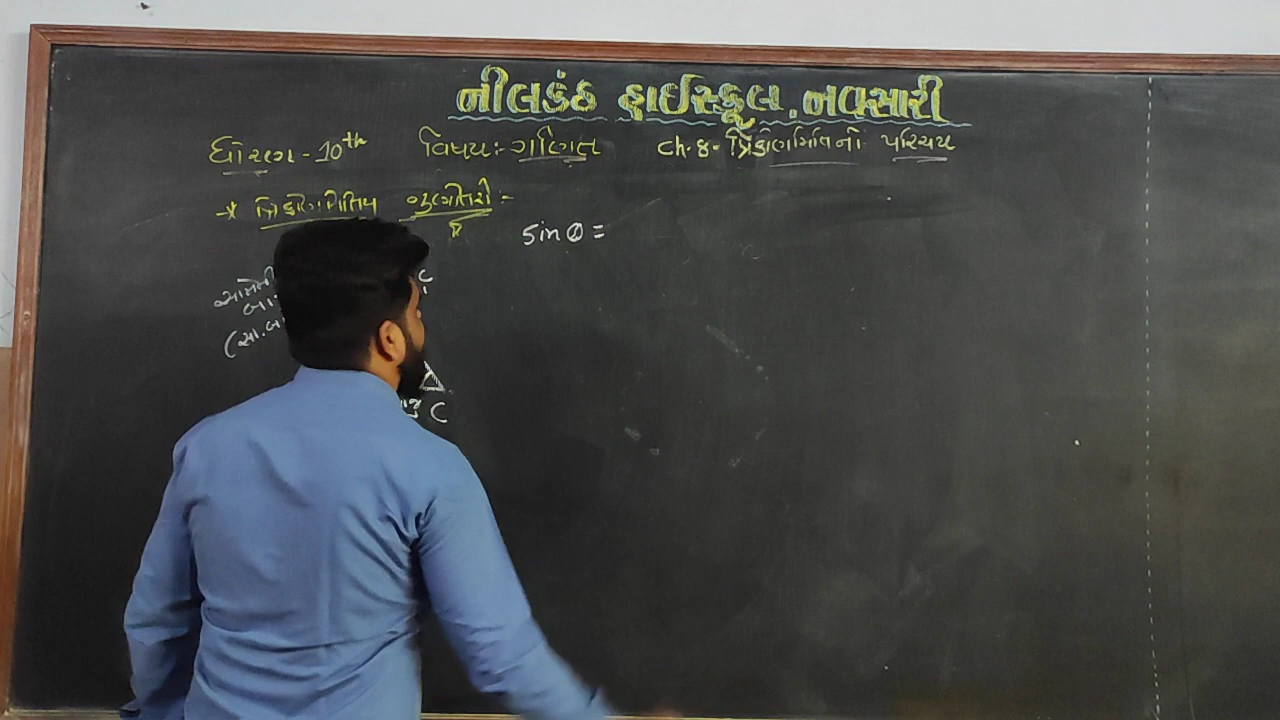 નીલકંઠ હાઈસ્કૂલ.નવસારી
ધોરણ-10th વિષય:-ગણિત Ch.8. ત્રિકોણમિતિનો પરિચય
* ત્રિકોણમિતિય ગુણોત્તરો :-
sin θ =
C
સામેની
(સા.બા
C